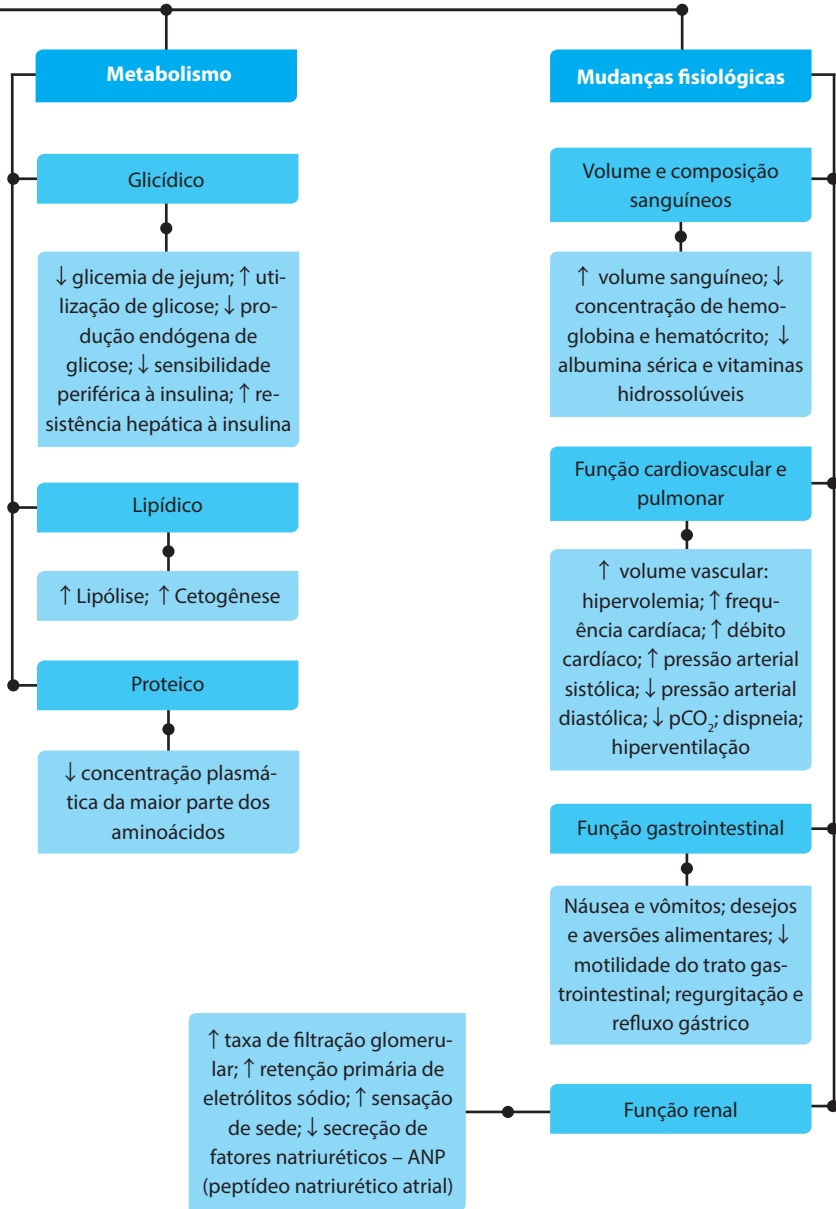 Metabolismo
Glicídico
↓ glicemia de jejum; ↑ uti-
lização de glicose; ↓ pro-
dução endógena de
glicose; ↓ sensibilidade
periférica à insulina; ↑ re-
sistência hepática à insulina
Lipídico
↑ Lipólise; ↑ Cetogênese
Proteico
↓ concentração plasmá-
tica da maior parte dos
aminoácidos
Mudanças fisiológicas
Volume e composição
sanguíneos
↑ volume sanguíneo; ↓
concentração de hemo-
globina e hematócrito; ↓
albumina sérica e vitaminas
hidrossolúveis
Função cardiovascular e
pulmonar
↑ volume vascular:
hipervolemia; ↑ frequ-
ência cardíaca; ↑ débito
cardíaco; ↑ pressão arterial
sistólica; ↓ pressão arterial
diastólica; ↓ pCO₂; dispneia;
hiperventilação
Função gastrointestinal
Náusea e vômitos; desejos
e aversões alimentares; ↓
motilidade do trato gas-
trointestinal; regurgitação e
refluxo gástrico
Função renal
↑ taxa de filtração glomeru-
lar; ↑ retenção primária de
eletrólitos sódio; ↑ sensação
de sede; ↓ secreção de
fatores natriuréticos – ANP
(peptídeo natriurético atrial)